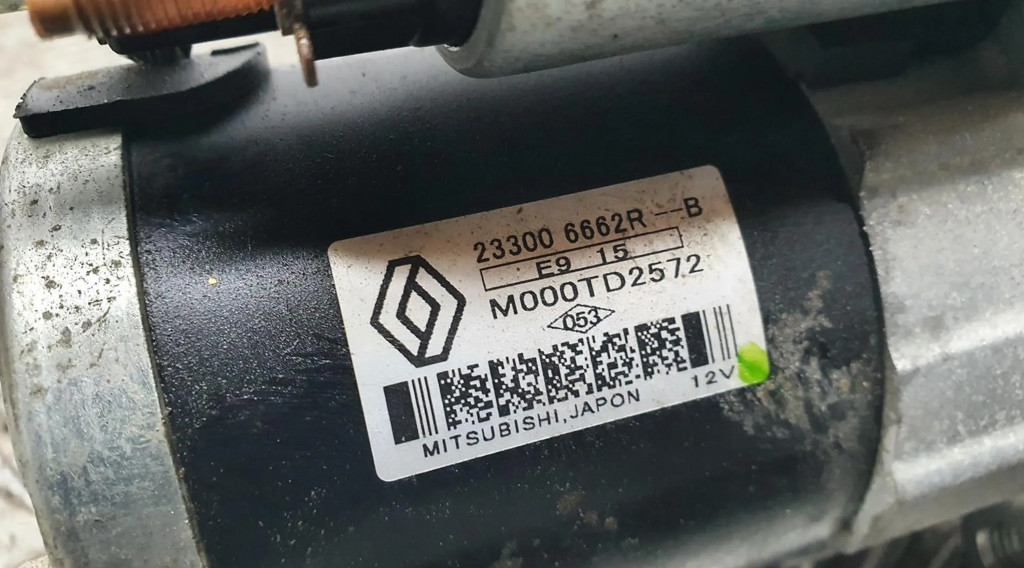 23300 6662R --B
E9 15
M000TD2572
053
12V
MITSUBISHI,JAPON